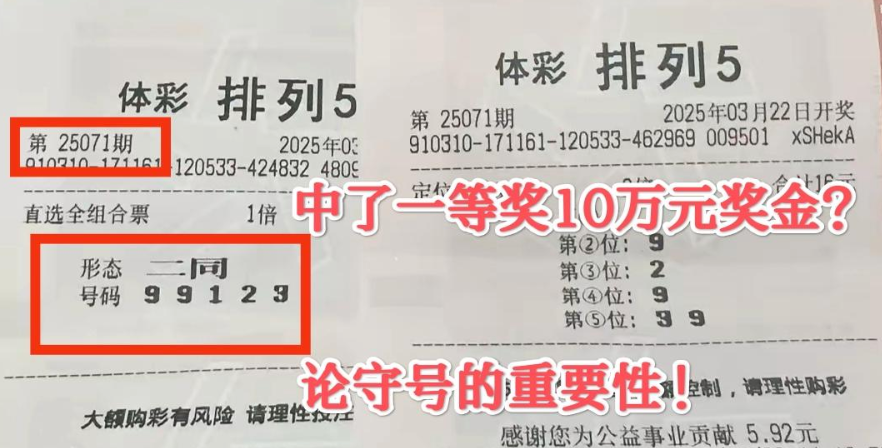 体彩 排列5
第 25071期
2025年03
910310-171161-120533-424832 4809
直选全组合票
1倍
形态 二同
号码 9 9 1 2 3
大额购彩有风险 请理性投注
体彩 排列5
第 25071期
2025年03月22日开奖
910310-171161-120533-462969 009501 xSHekA
定位
合计16元
第②位: 9
第③位: 2
第④位: 9
第⑤位: 3 9
控制，请理性购彩
感谢您为公益事业贡献 5.92元
中了一等奖10万元奖金？
论守号的重要性！